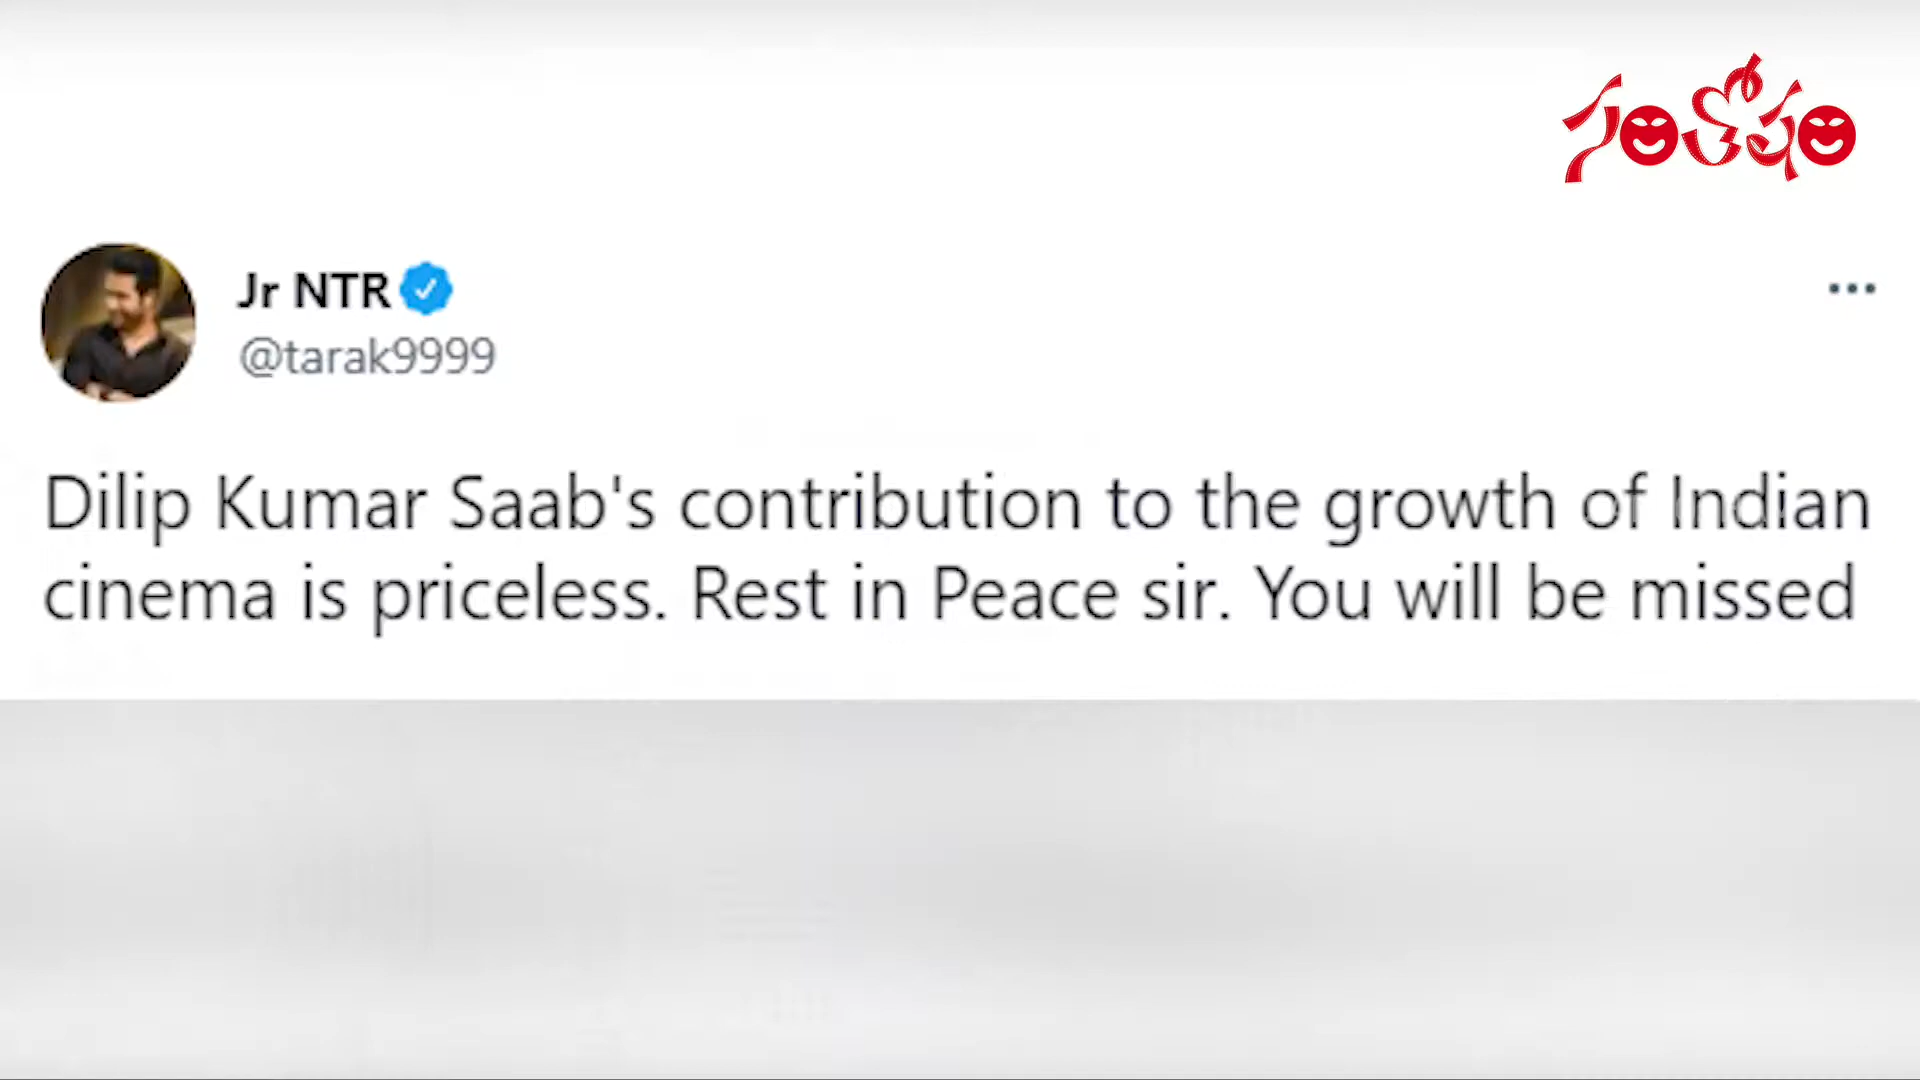 సంతోషం
Jr NTR
@tarak9999
Dilip Kumar Saab's contribution to the growth of Indian
cinema is priceless. Rest in Peace sir. You will be missed